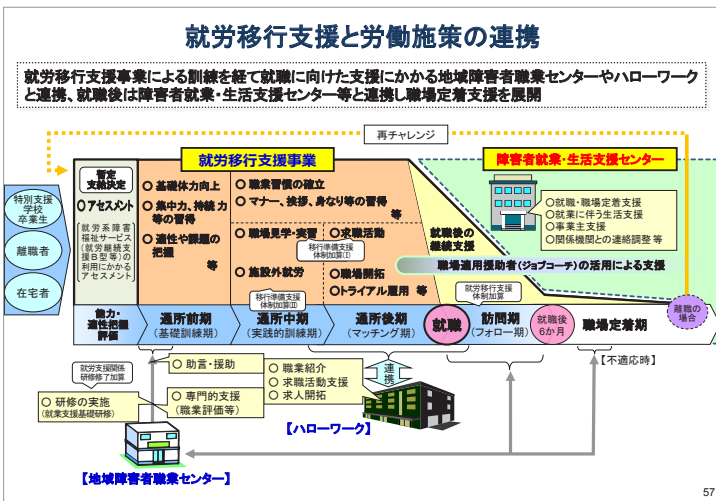 就労移行支援と労働施策の連携
就労移行支援事業による訓練を経て就職に向けた支援にかかる地域障害者職業センターやハローワーク
と連携、就職後は障害者就業・生活支援センター等と連携し職場定着支援を展開
再チャレンジ
特別支援
学校
卒業生
離職者
在宅者
暫定
支給決定
○アセスメント
就労系障害
福祉サービス
(就労継続支
援B型等)の
利用にかかる
アセスメント
就労移行支援事業
○ 基礎体力向上
○ 集中力、持続力
等の習得
○ 適性や課題の
把握
等
○ 職業習慣の確立
○ マナー、挨拶、身なり等の習得
等
○ 職場見学・実習
○ 求職活動
移行準備支援
体制加算(Ⅰ)
○ 施設外就労
○ 職場開拓
○トライアル雇用 等
移行準備支援
体制加算(Ⅱ)
就職後の
継続支援
障害者就業・生活支援センター
○就職・職場定着支援
○就業に伴う生活支援
○事業主支援
○関係機関との連絡調整 等
職場適用援助者(ジョブコーチ)の活用による支援
就労移行支援
体制加算
能力・
適性把握
評価
通所前期
(基礎訓練期)
通所中期
(実践的訓練期)
通所後期
(マッチング期)
就職
訪問期
(フォロー期)
就職後
6か月
職場定着期
離職の
場合
【不適応時】
就労支援関係
研修修了加算
○ 研修の実施
(就業支援基礎研修)
○ 助言・援助
○ 専門的支援
(職業評価等)
○ 職業紹介
○ 求職活動支援
○ 求人開拓
連
携
【ハローワーク】
【地域障害者職業センター】
57